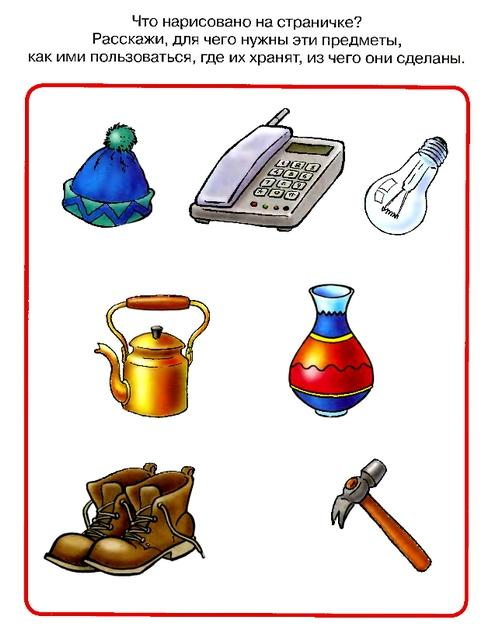 Что нарисовано на страничке?
Расскажи, для чего нужны эти предметы,
как ими пользоваться, где их хранят, из чего они сделаны.